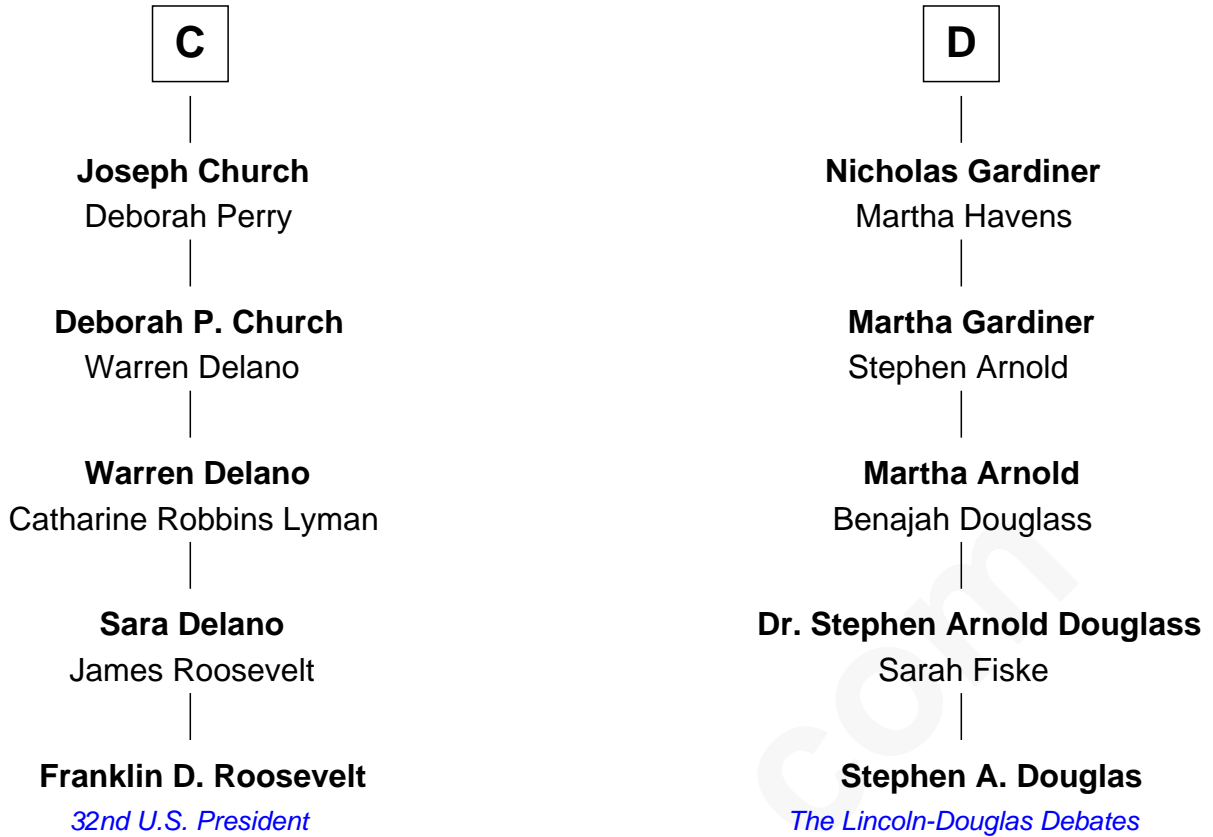 C
Joseph Church
Deborah Perry
Deborah P. Church
Warren Delano
Warren Delano
Catharine Robbins Lyman
Sara Delano
James Roosevelt
Franklin D. Roosevelt
32nd U.S. President
D
Nicholas Gardiner
Martha Havens
Martha Gardiner
Stephen Arnold
Martha Arnold
Benajah Douglass
Dr. Stephen Arnold Douglass
Sarah Fiske
Stephen A. Douglas
The Lincoln-Douglas Debates
com